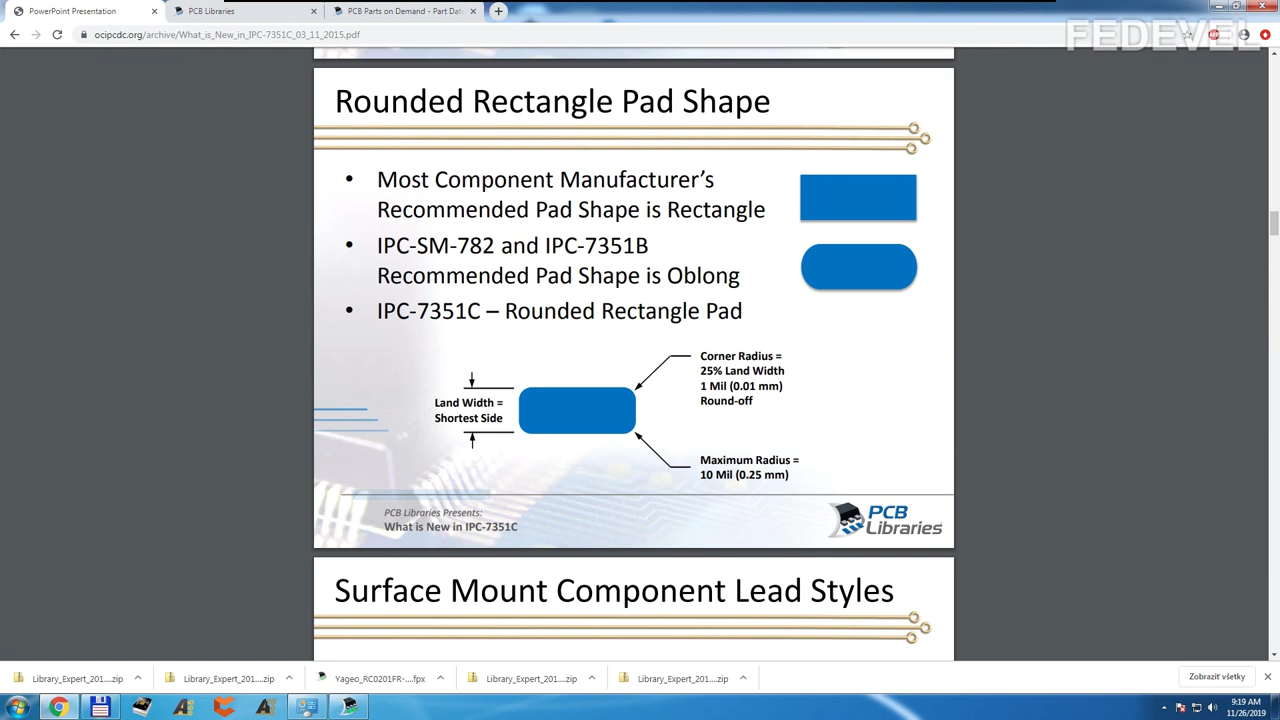 PowerPoint Presentation
PCB Libraries
PCB Parts on Demand - Part Dat
ocipcdc.org/archive/What_is_New_in_IPC-7351C_03_11_2015.pdf
FEDEVEL
Rounded Rectangle Pad Shape
• Most Component Manufacturer’s
Recommended Pad Shape is Rectangle
• IPC-SM-782 and IPC-7351B
Recommended Pad Shape is Oblong
• IPC-7351C – Rounded Rectangle Pad
Corner Radius =
25% Land Width
1 Mil (0.01 mm)
Round-off
Land Width =
Shortest Side
Maximum Radius =
10 Mil (0.25 mm)
PCB Libraries Presents:
What is New in IPC-7351C
PCB
Libraries
Surface Mount Component Lead Styles
Library_Expert_201....zip
Library_Expert_201....zip
Yageo_RC0201FR-....fpx
Library_Expert_201....zip
Library_Expert_201....zip
Zobraziť všetky
9:19 AM
11/26/2019